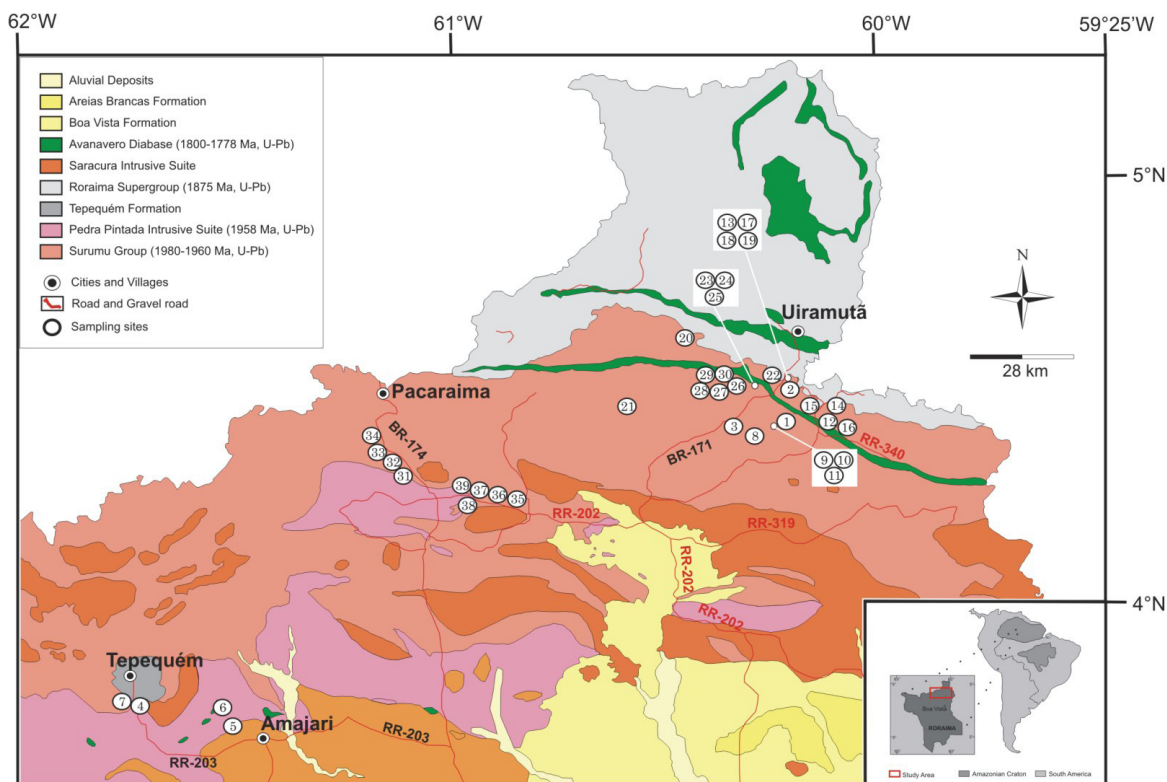 62°W
61°W
60°W
59°25'W
Aluvial Deposits
Areias Brancas Formation
Boa Vista Formation
Avanavero Diabase (1800-1778 Ma, U-Pb)
Saracura Intrusive Suite
Roraima Supergroup (1875 Ma, U-Pb)
Tepequém Formation
Pedra Pintada Intrusive Suite (1958 Ma, U-Pb)
Surumu Group (1980-1960 Ma, U-Pb)
Cities and Villages
Road and Gravel road
Sampling sites
5°N
13 17
18 19
23 24
25
N
Uiramutã
28 km
20
29 30
22
28 27 26
2
Pacaraima
21
15 14
3
1
12
16
8
34
BR-174
BR-171
RR-340
33
32
31
9 10
11
39 37 36 35
38
RR-202
RR-319
RR-202
4°N
RR-202
Tepequém
7 4
6
5
Amajari
RR-203
RR-203
Boa Vista
RORAIMA
Study Area
Amazonian Craton
South America